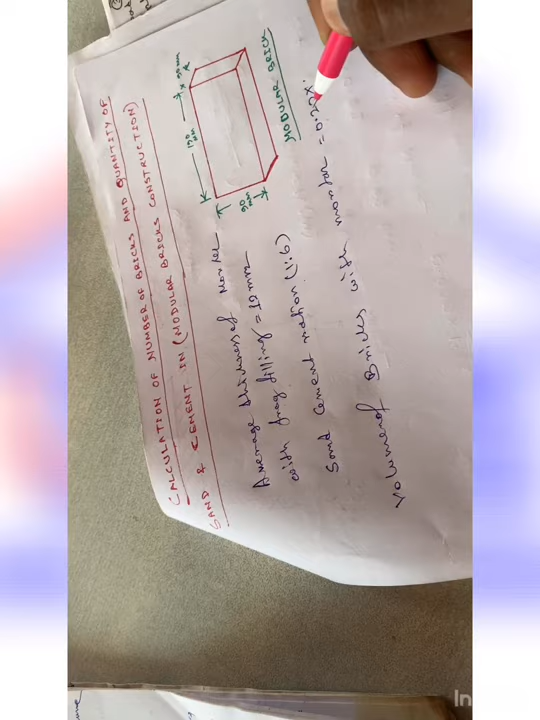 CALCULATION OF NUMBER OF BRICKS AND QUANTITY OF
SAND & CEMENT IN (MODULAR BRICKS CONSTRUCTION)
190 mm
90 mm
90 mm
MODULAR BRICK
Average thickness of
with frog filling = 10 mm
Sand Cement (1:6)
Volume of Bricks with mortar = 0.2
In